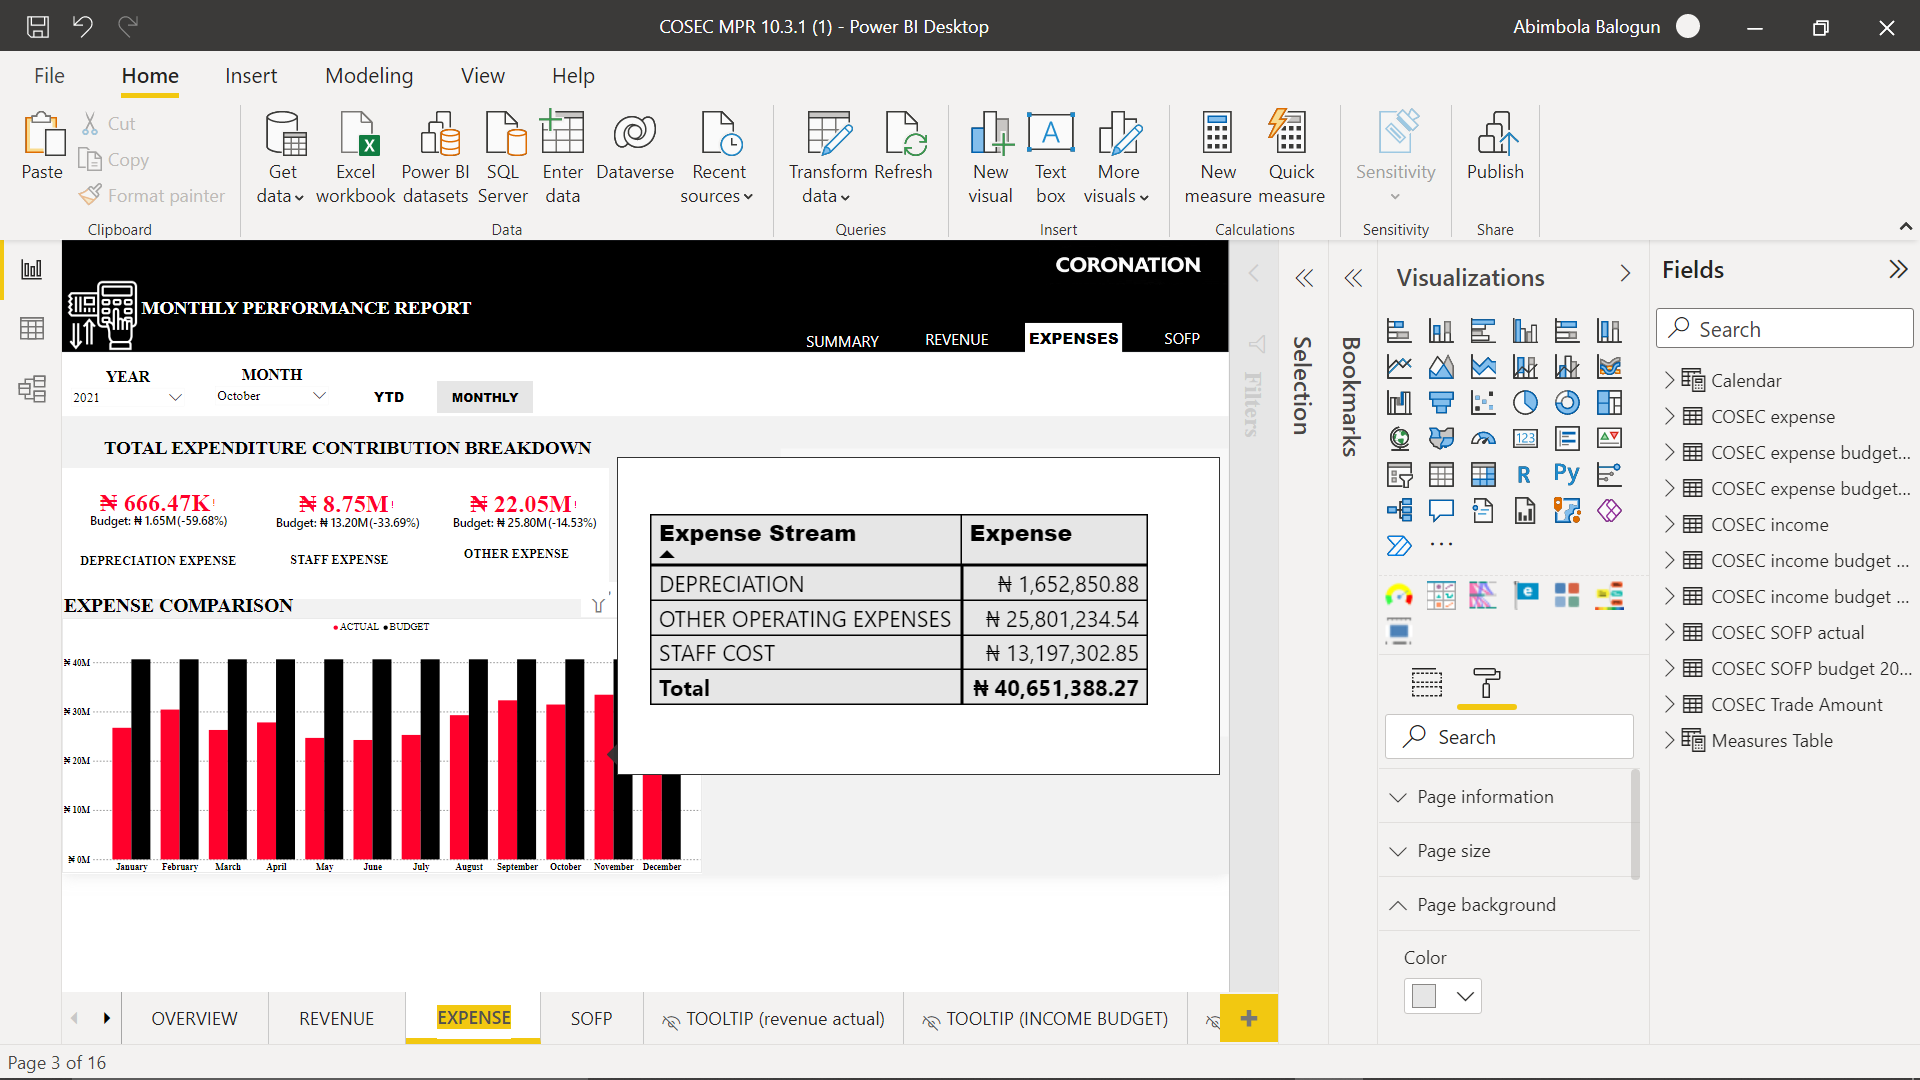 COSEC MPR 10.3.1 (1) - Power BI Desktop
Abimbola Balogun
File
Home
Insert
Modeling
View
Help
Paste
Cut
Copy
Format painter
Clipboard
Get data
Excel workbook
Power BI datasets
SQL Server
Enter data
Dataverse
Recent sources
Data
Transform data
Refresh
Queries
New visual
Text box
More visuals
Insert
New measure
Quick measure
Calculations
Sensitivity
Sensitivity
Publish
Share
CORONATION
MONTHLY PERFORMANCE REPORT
SUMMARY
REVENUE
EXPENSES
SOFP
YEAR
2021
MONTH
October
YTD
MONTHLY
TOTAL EXPENDITURE CONTRIBUTION BREAKDOWN
₦ 666.47K!
Budget: ₦ 1.65M(-59.68%)
DEPRECIATION EXPENSE
₦ 8.75M!
Budget: ₦ 13.20M(-33.69%)
STAFF EXPENSE
₦ 22.05M!
Budget: ₦ 25.80M(-14.53%)
OTHER EXPENSE
EXPENSE COMPARISON
ACTUAL BUDGET
₦ 40M
₦ 30M
₦ 20M
₦ 10M
₦ 0M
January February March April May June July August September October November December
Expense Stream Expense
DEPRECIATION ₦ 1,652,850.88
OTHER OPERATING EXPENSES ₦ 25,801,234.54
STAFF COST ₦ 13,197,302.85
Total ₦ 40,651,388.27
Filters
Selection
Bookmarks
Visualizations
123
R
Py
...
Search
Page information
Page size
Page background
Color
Fields
Search
Calendar
COSEC expense
COSEC expense budget...
COSEC expense budget...
COSEC income
COSEC income budget ...
COSEC income budget ...
COSEC SOFP actual
COSEC SOFP budget 20...
COSEC Trade Amount
Measures Table
OVERVIEW
REVENUE
EXPENSE
SOFP
TOOLTIP (revenue actual)
TOOLTIP (INCOME BUDGET)
Page 3 of 16